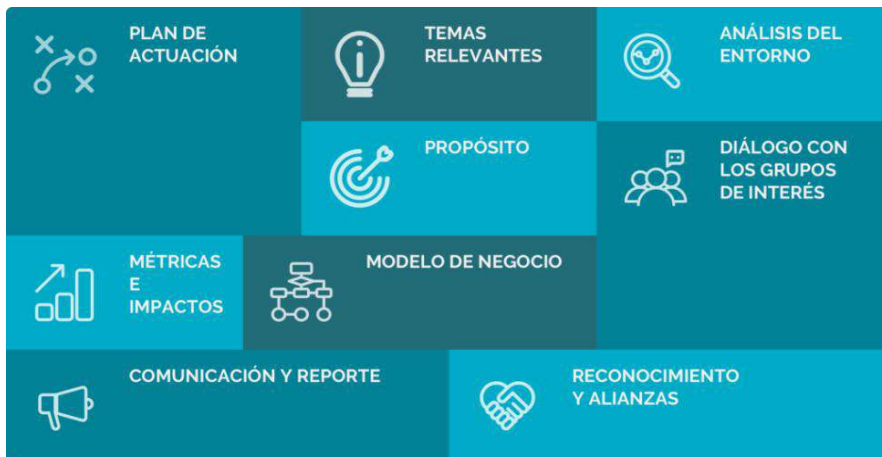 PLAN DE
ACTUACIÓN
TEMAS
RELEVANTES
ANÁLISIS DEL
ENTORNO
PROPÓSITO
DIÁLOGO CON
LOS GRUPOS
DE INTERÉS
MÉTRICAS
E
IMPACTOS
MODELO DE NEGOCIO
COMUNICACIÓN Y REPORTE
RECONOCIMIENTO
Y ALIANZAS